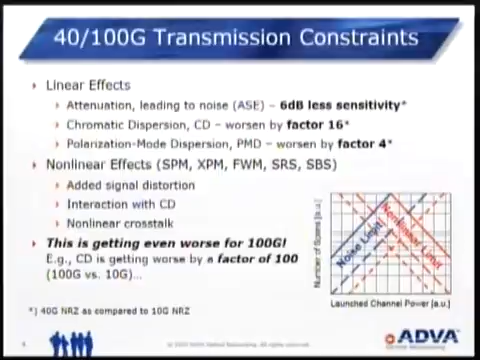 40/100G Transmission Constraints
Linear Effects
Attenuation, leading to noise (ASE) – 6dB less sensitivity*
Chromatic Dispersion, CD – worsen by factor 16*
Polarization-Mode Dispersion, PMD – worsen by factor 4*
Nonlinear Effects (SPM, XPM, FWM, SRS, SBS)
Added signal distortion
Interaction with CD
Nonlinear crosstalk
This is getting even worse for 100G!
E.g., CD is getting worse by a factor of 100
(100G vs. 10G)...
Number of Spans [a.u.]
Noise Limit
Nonlinear Limit
Launched Channel Power [a.u.]
*) 40G NRZ as compared to 10G NRZ
All rights reserved.
ADVA